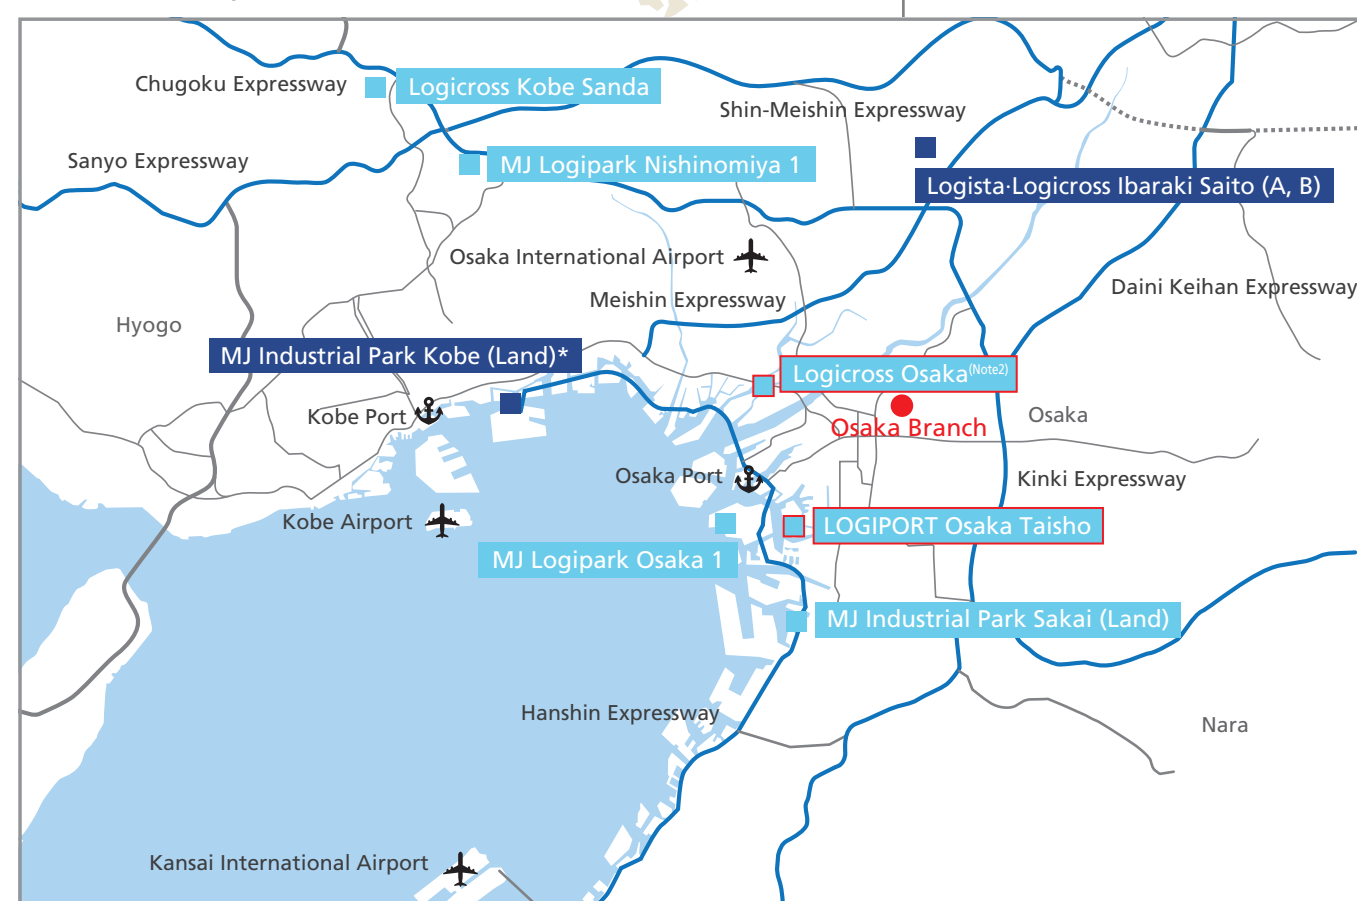 Chugoku Expressway
Logicross Kobe Sanda
Shin-Meishin Expressway
Sanyo Expressway
MJ Logipark Nishinomiya 1
Logista·Logicross Ibaraki Saito (A, B)
Osaka International Airport
Meishin Expressway
Daini Keihan Expressway
Hyogo
MJ Industrial Park Kobe (Land)*
Logicross Osaka(Note2)
Kobe Port
Osaka
Osaka Branch
Osaka Port
Kinki Expressway
Kobe Airport
LOGIPORT Osaka Taisho
MJ Logipark Osaka 1
MJ Industrial Park Sakai (Land)
Hanshin Expressway
Nara
Kansai International Airport